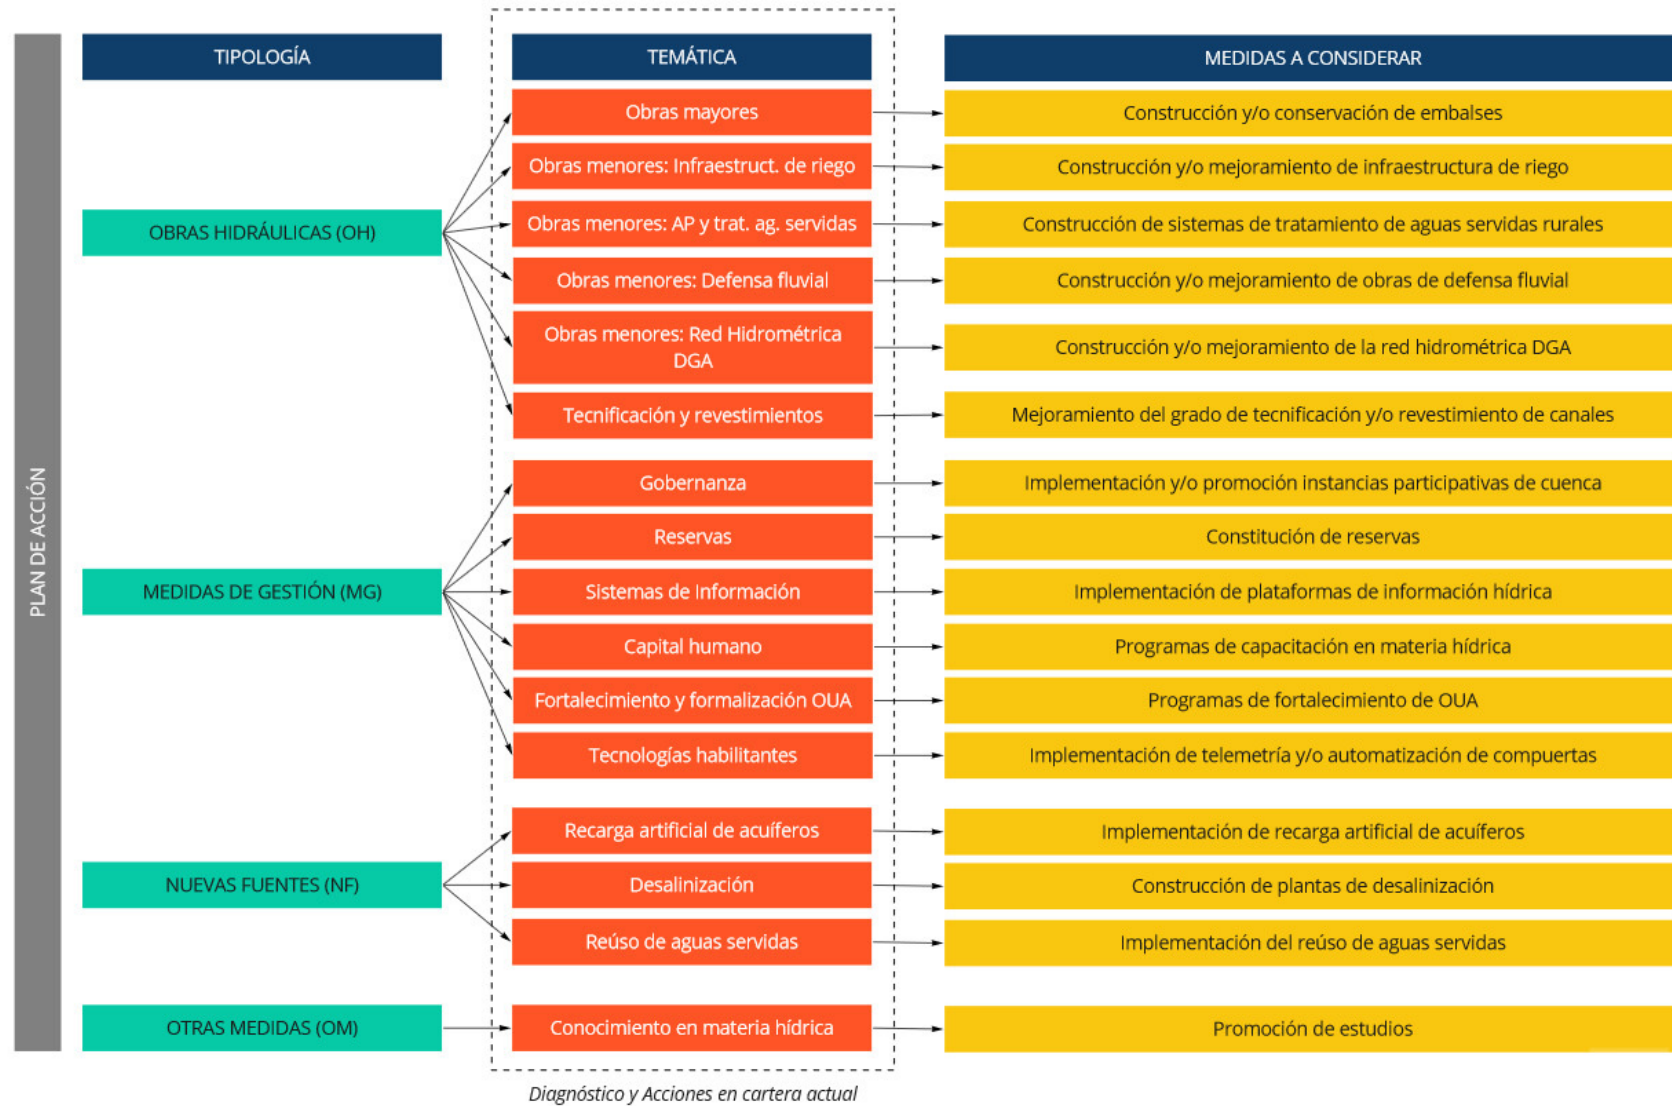 PLAN DE ACCIÓN
TIPOLOGÍA
TEMÁTICA
MEDIDAS A CONSIDERAR
OBRAS HIDRÁULICAS (OH)
Obras mayores
Construcción y/o conservación de embalses
Obras menores: Infraestruct. de riego
Construcción y/o mejoramiento de infraestructura de riego
Obras menores: AP y trat. ag. servidas
Construcción de sistemas de tratamiento de aguas servidas rurales
Obras menores: Defensa fluvial
Construcción y/o mejoramiento de obras de defensa fluvial
Obras menores: Red Hidrométrica
DGA
Construcción y/o mejoramiento de la red hidrométrica DGA
Tecnificación y revestimientos
Mejoramiento del grado de tecnificación y/o revestimiento de canales
MEDIDAS DE GESTIÓN (MG)
Gobernanza
Implementación y/o promoción instancias participativas de cuenca
Reservas
Constitución de reservas
Sistemas de Información
Implementación de plataformas de información hídrica
Capital humano
Programas de capacitación en materia hídrica
Fortalecimiento y formalización OUA
Programas de fortalecimiento de OUA
Tecnologías habilitantes
Implementación de telemetría y/o automatización de compuertas
NUEVAS FUENTES (NF)
Recarga artificial de acuíferos
Implementación de recarga artificial de acuíferos
Desalinización
Construcción de plantas de desalinización
Reúso de aguas servidas
Implementación del reúso de aguas servidas
OTRAS MEDIDAS (OM)
Conocimiento en materia hídrica
Promoción de estudios
Diagnóstico y Acciones en cartera actual